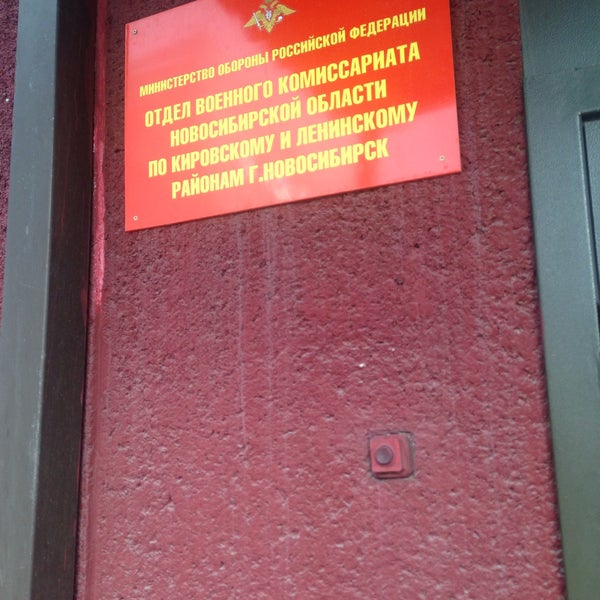 МИНИСТЕРСТВО ОБОРОНЫ РОССИЙСКОЙ ФЕДЕРАЦИИ
ОТДЕЛ ВОЕННОГО КОМИССАРИАТА
НОВОСИБИРСКОЙ ОБЛАСТИ
ПО КИРОВСКОМУ И ЛЕНИНСКОМУ
РАЙОНАМ Г.НОВОСИБИРСК